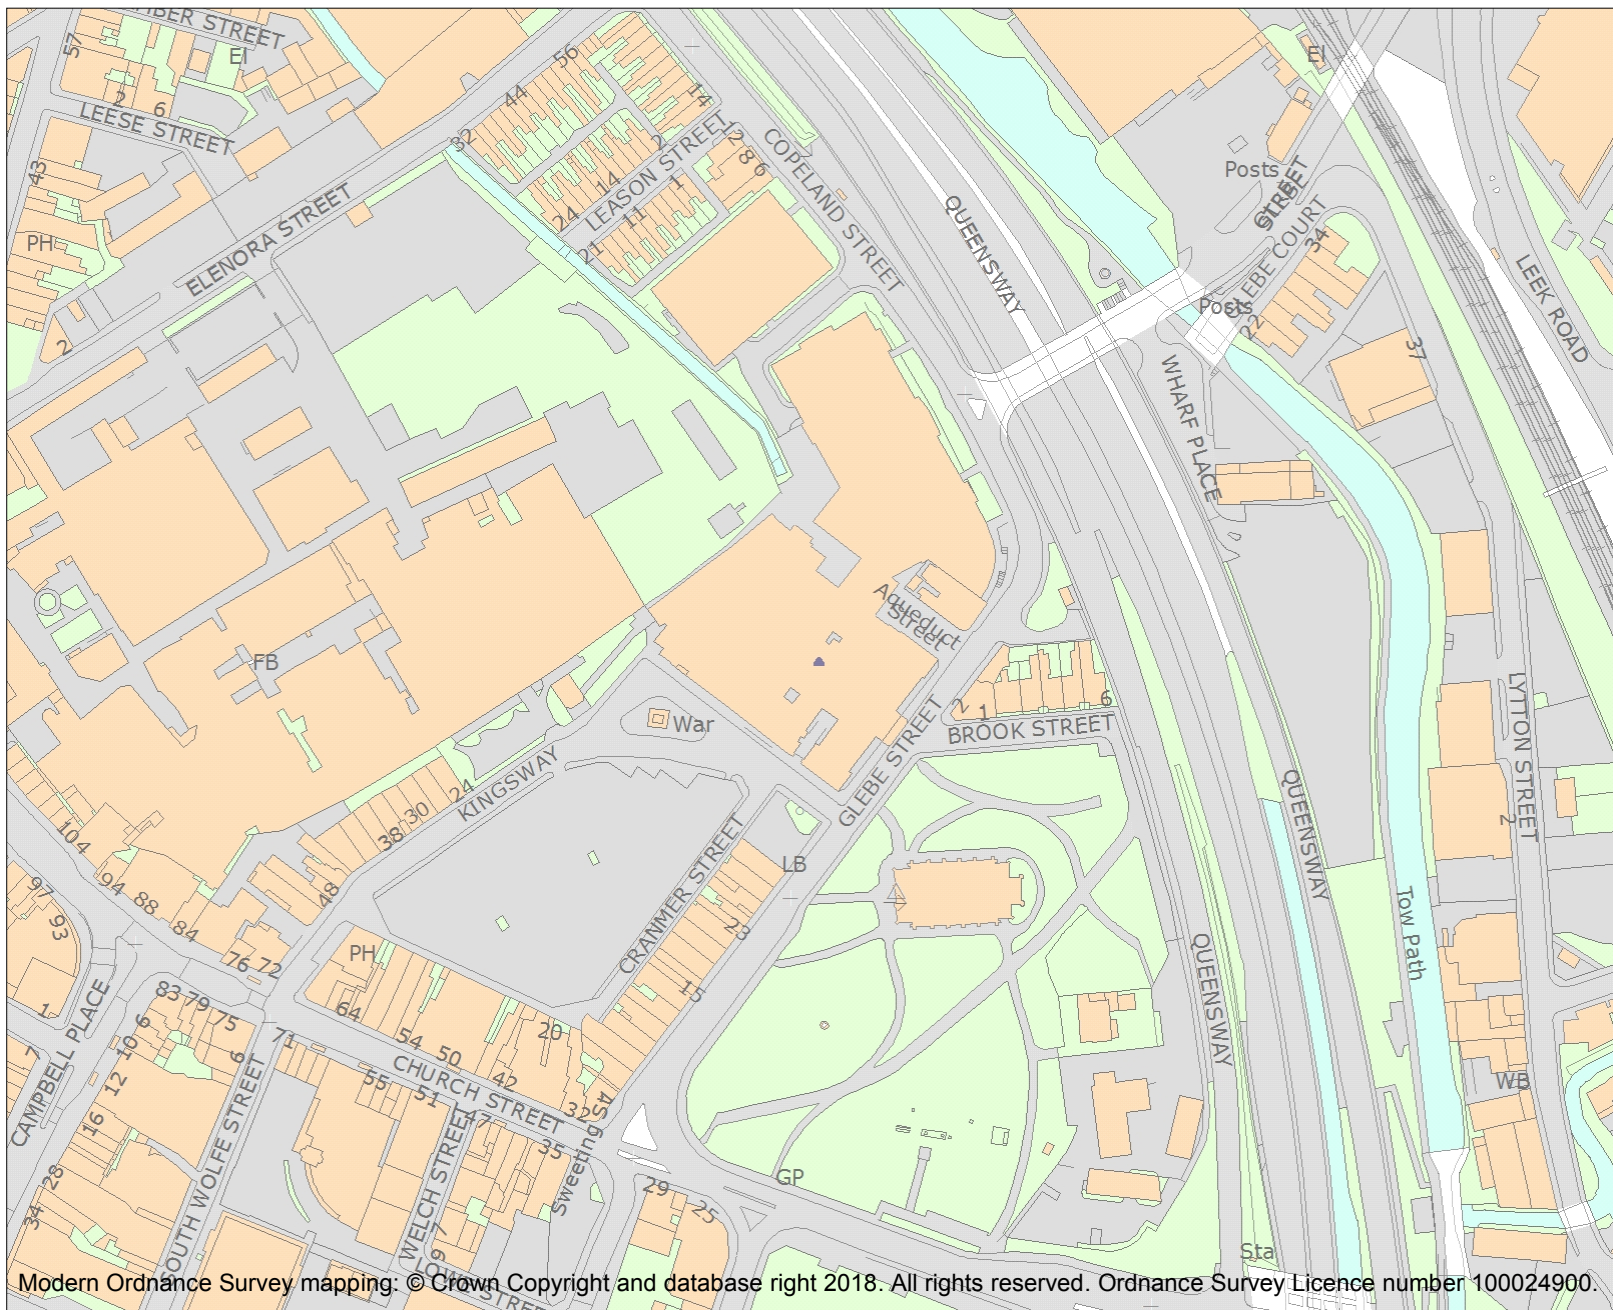 BER STREET
57
El
2
6
LEESE STREET
43
PH
2
ELENORA STREET
32
44
56
14
2
14
24
LEASON STREET
12
8
6
1
11
21
COPELAND STREET
QUEENSWAY
El
Posts
STREET
GLEBE COURT
34
Posts
22
37
LEEK ROAD
WHARF PLACE
Aqueduct
Street
FB
War
2
1
6
BROOK STREET
GLEBE STREET
KINGSWAY
24
30
38
48
LYTTON STREET
2
QUEENSWAY
104
94
88
84
76
72
97
93
LB
CRANMER STREET
23
15
PH
64
54
50
42
20
32
CHURCH STREET
Tow Path
QUEENSWAY
CAMPBELL PLACE
1
7
83
79
75
71
6
10
12
16
28
34
6
SOUTH WOLFE STREET
55
51
47
35
WELCH STREET
7
9
Sweetings
29
25
GP
WB
Sta
Modern Ordnance Survey mapping: © Crown Copyright and database right 2018. All rights reserved. Ordnance Survey Licence number 100024900.